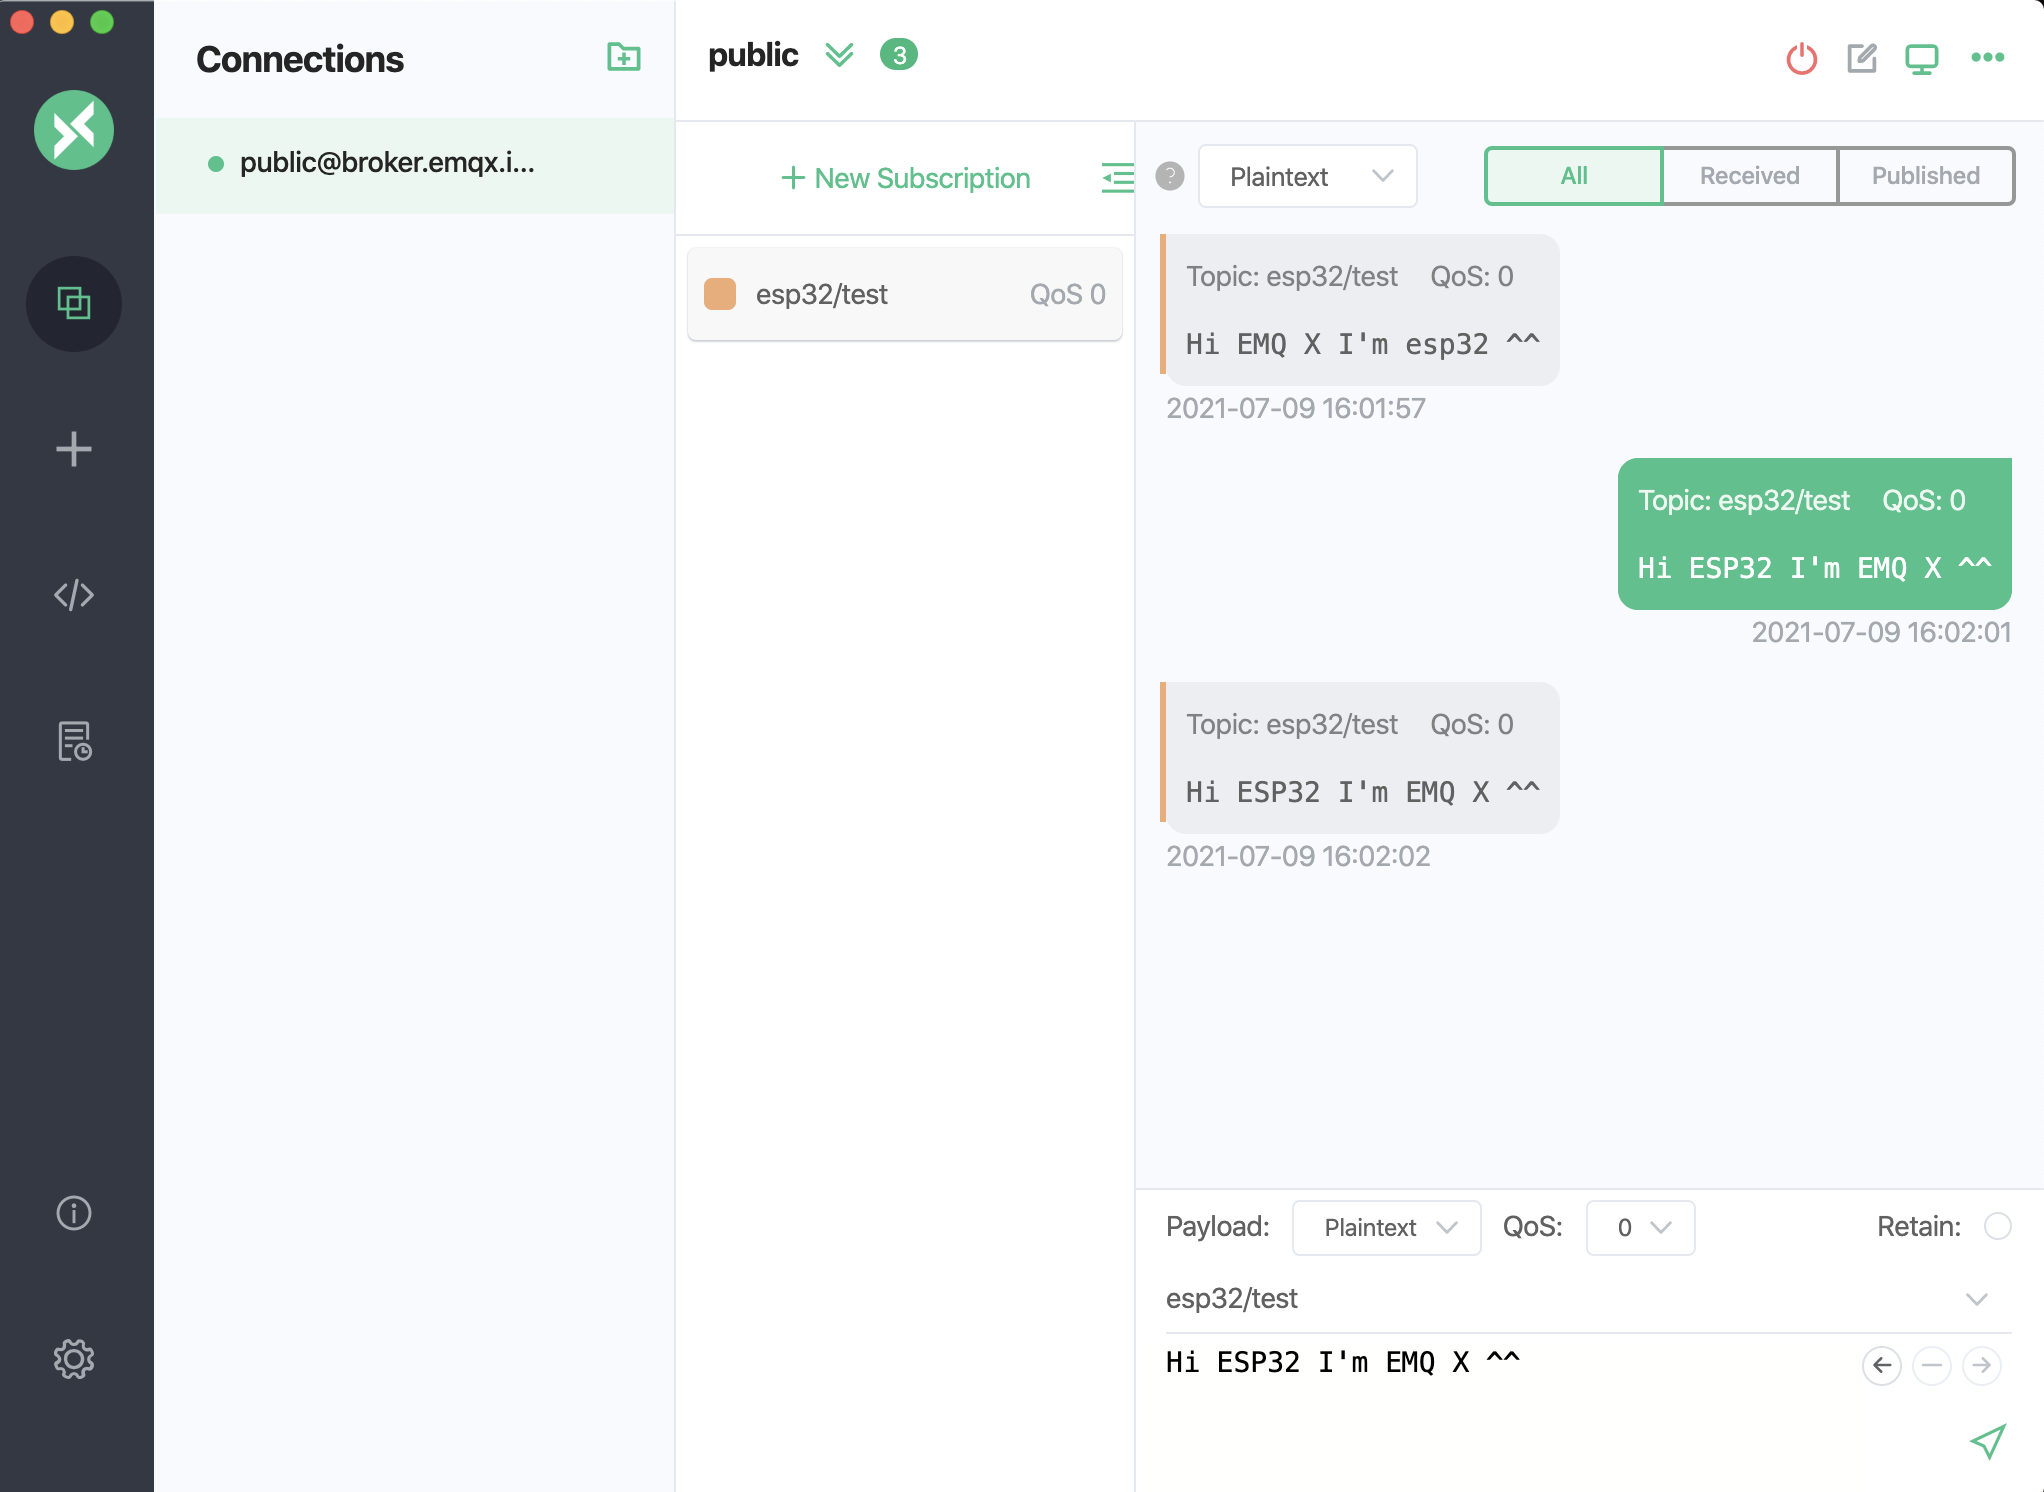 Connections
public@broker.emqx.i...
public
3
+ New Subscription
esp32/test QoS 0
?
Plaintext
All Received Published
Topic: esp32/test QoS: 0
Hi EMQ X I'm esp32 ^^
2021-07-09 16:01:57
Topic: esp32/test QoS: 0
Hi ESP32 I'm EMQ X ^^
2021-07-09 16:02:01
Topic: esp32/test QoS: 0
Hi ESP32 I'm EMQ X ^^
2021-07-09 16:02:02
Payload: Plaintext QoS: 0 Retain:
esp32/test
Hi ESP32 I'm EMQ X ^^